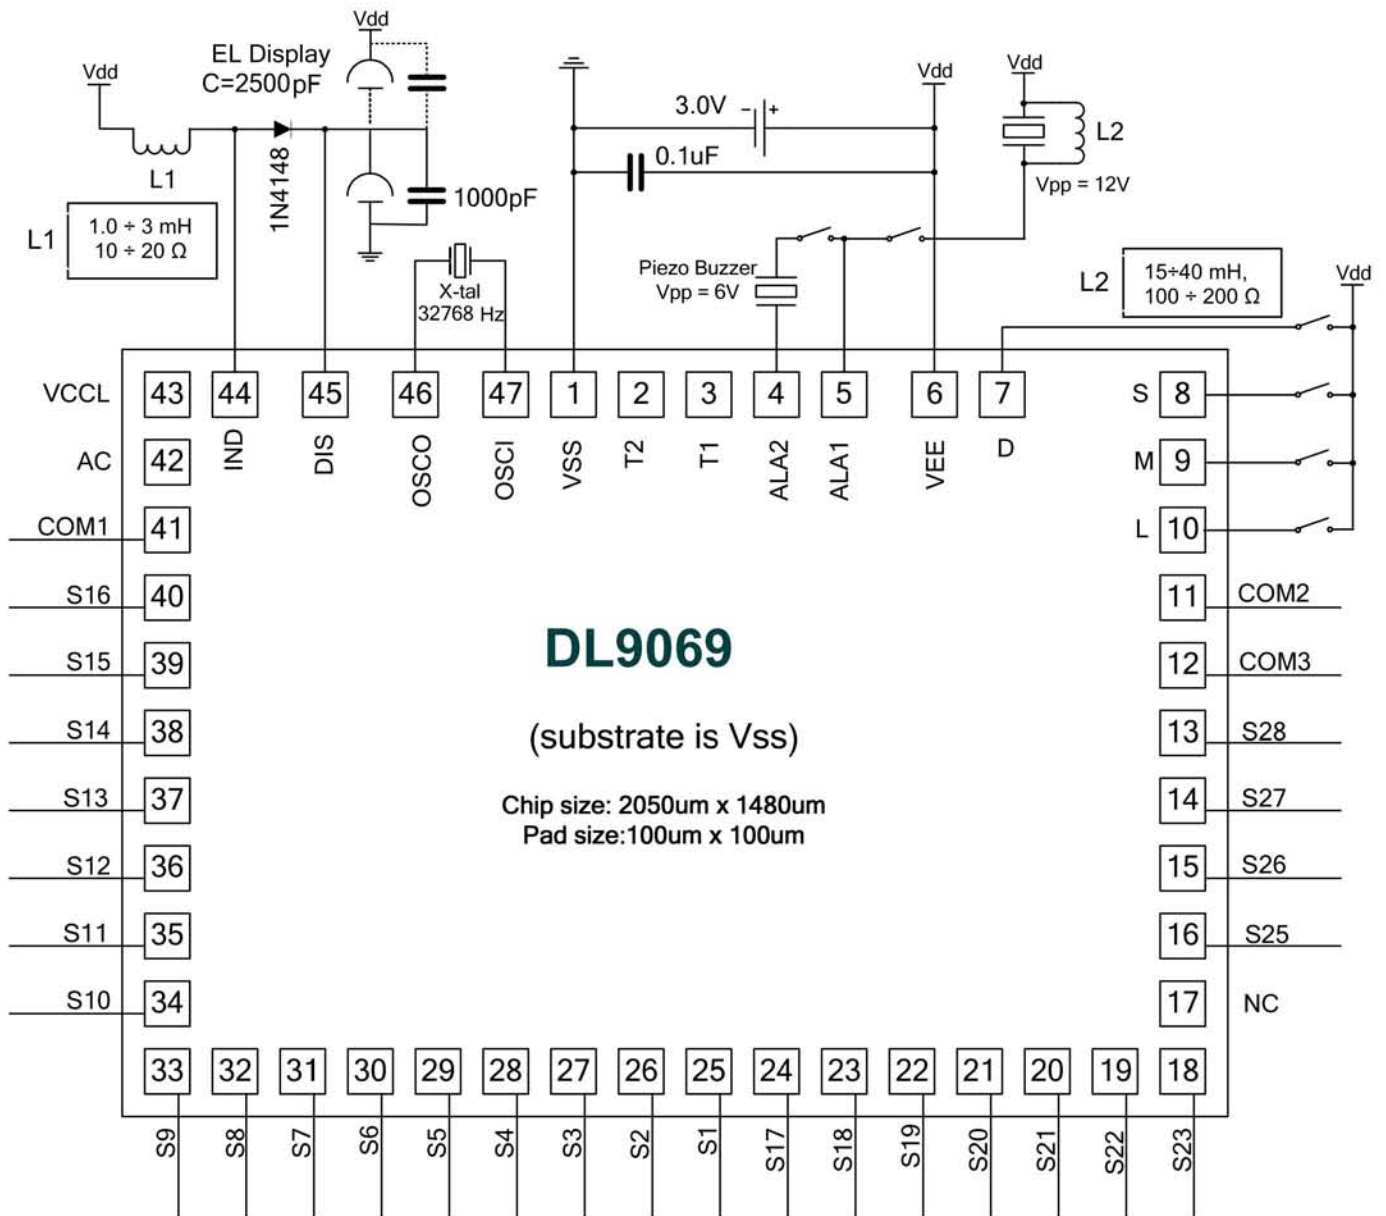 Vdd
EL Display
C=2500pF
Vdd
L1
1N4148
1000pF
L1
1.0 ÷ 3 mH
10 ÷ 20 Ω
X-tal
32768 Hz
3.0V
-
+
0.1uF
Vdd
Vdd
L2
Vpp = 12V
Piezo Buzzer
Vpp = 6V
L2
15÷40 mH,
100 ÷ 200 Ω
Vdd
VCCL 43 44 45 46 47 1 2 3 4 5 6 7 S 8
IND DIS OSCO OSCI VSS T2 T1 ALA2 ALA1 VEE D
AC 42 M 9
COM1 41 L 10
S16 40 11 COM2
S15 39 12 COM3
DL9069
S14 38 13 S28
(substrate is Vss)
S13 37 14 S27
Chip size: 2050um x 1480um
Pad size:100um x 100um
S12 36 15 S26
S11 35 16 S25
S10 34 17 NC
33 32 31 30 29 28 27 26 25 24 23 22 21 20 19 18
S9 S8 S7 S6 S5 S4 S3 S2 S1 S17 S18 S19 S20 S21 S22 S23